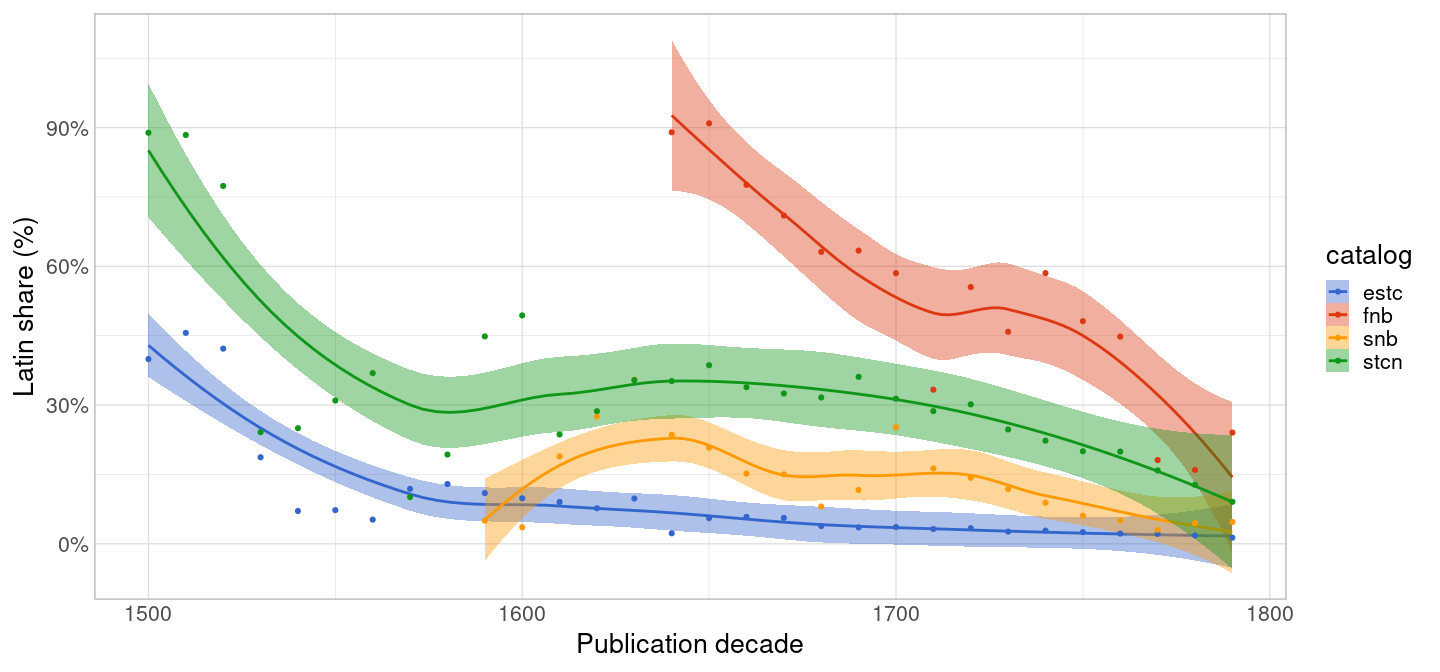 Latin share (%)
90%
60%
30%
0%
1500
1600
1700
1800
Publication decade
catalog
estc
fnb
snb
stcn